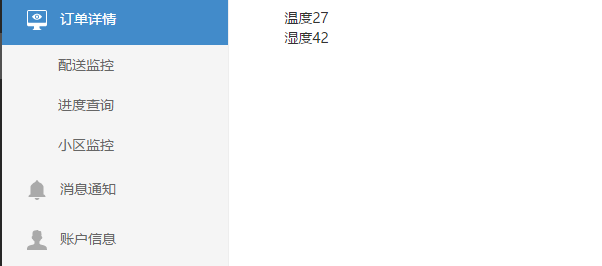 订单详情
配送监控
进度查询
小区监控
消息通知
账户信息
温度27
湿度42